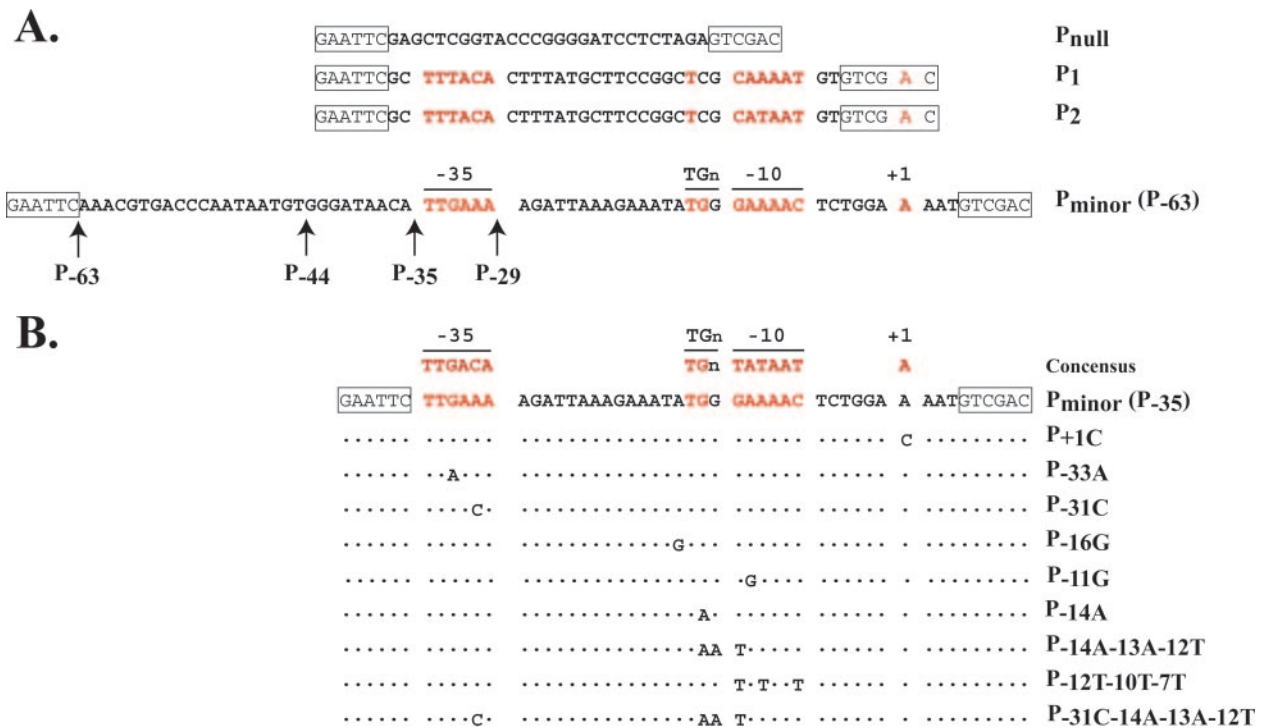 A.
GAATTCGAGCTCGGTACCCGGGGATCCTCTAGAGTCGAC Pnull
GAATTCGC TTTACA CTTTATGCTTCCGGCTCG CAAAAT GTGTCG A C P1
GAATTCGC TTTACA CTTTATGCTTCCGGCTCG CATAAT GTGTCG A C P2
-35 TGn -10 +1
GAATTCAAACGTGACCCAATAATGTGGGATAACA TTGAAA AGATTAAAGAAATATGG GAAAAC TCTGGA A AATGTCGAC Pminor (P-63)
P-63 P-44 P-35 P-29
B.
-35 TGn -10 +1
TTGACA TGn TATAAT A Concensus
GAATTC TTGAAA AGATTAAAGAAATATGG GAAAAC TCTGGA A AATGTCGAC Pminor (P-35)
...... ...... ................. ...... ...... C ......... P+1C
...... ..A... ................. ...... ...... . ......... P-33A
...... ....C. ................. ...... ...... . ......... P-31C
...... ...... .............G... ...... ...... . ......... P-16G
...... ...... ................. .G.... ...... . ......... P-11G
...... ...... ...............A. ...... ...... . ......... P-14A
...... ...... ...............AA T..... ...... . ......... P-14A-13A-12T
...... ...... ................. T.T..T ...... . ......... P-12T-10T-7T
...... ....C. ...............AA T..... ...... . ......... P-31C-14A-13A-12T